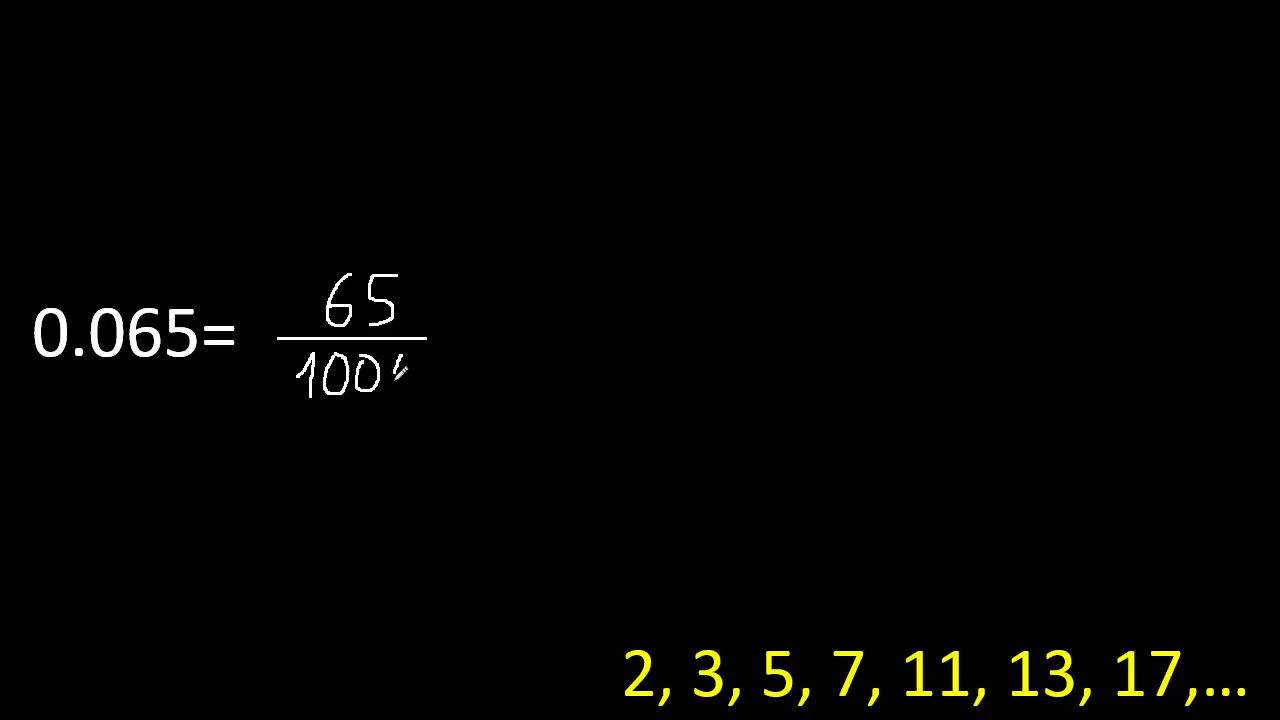 65
0.065=
100
2, 3, 5, 7, 11, 13, 17,...